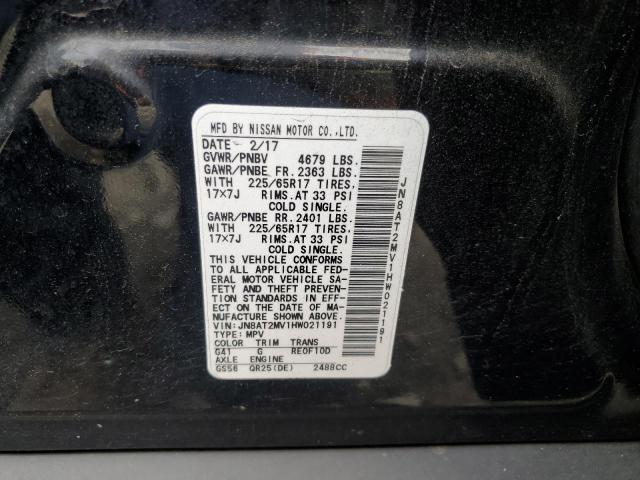 MFD BY NISSAN MOTOR CO.,LTD.
DATE 2/17
GVWR/PNBV 4679 LBS.
GAWR/PNBE FR.2363 LBS.
WITH 225/65R17 TIRES,
17×7J RIMS.AT 33 PSI
COLD SINGLE.
GAWR/PNBE RR.2401 LBS.
WITH 225/65R17 TIRES,
17×7J RIMS.AT 33 PSI
COLD SINGLE.
THIS VEHICLE CONFORMS
TO ALL APPLICABLE FED-
ERAL MOTOR VEHICLE SA-
FETY AND THEFT PREVEN-
TION STANDARDS IN EFF-
ECT ON THE DATE OF MA-
NUFACTURE SHOWN ABOVE.
VIN:JN8AT2MV1HW021191
TYPE:MPV
COLOR TRIM TRANS
G41 G RE0F10D
AXLE ENGINE
GS56 QR25(DE) 2488CC
JN8AT2MV1HW021191